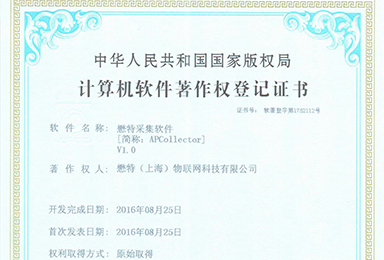 中华人民共和国国家版权局
计算机软件著作权登记证书
证书号： 软著登字第1732112号
软件名称： 懋特采集软件
[简称：APCollector]
V1.0
著作权人： 懋特（上海）物联网科技有限公司
开发完成日期： 2016年08月25日
首次发表日期： 2016年08月25日
权利取得方式： 原始取得